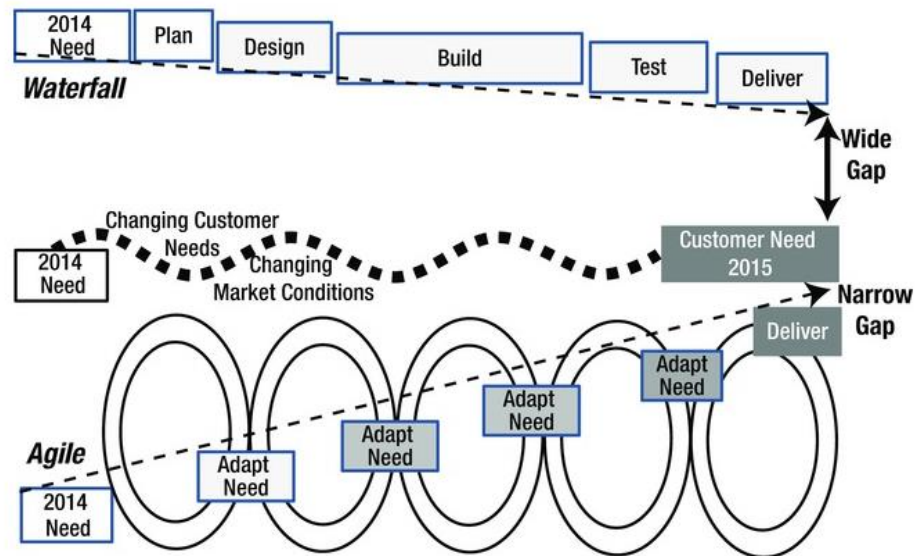 2014
Need
Plan
Design
Build
Test
Deliver
Waterfall
Wide
Gap
Changing Customer
Needs
Changing
Market Conditions
2014
Need
Customer Need
2015
Narrow
Gap
Deliver
Adapt
Need
Adapt
Need
Adapt
Need
Adapt
Need
Agile
2014
Need